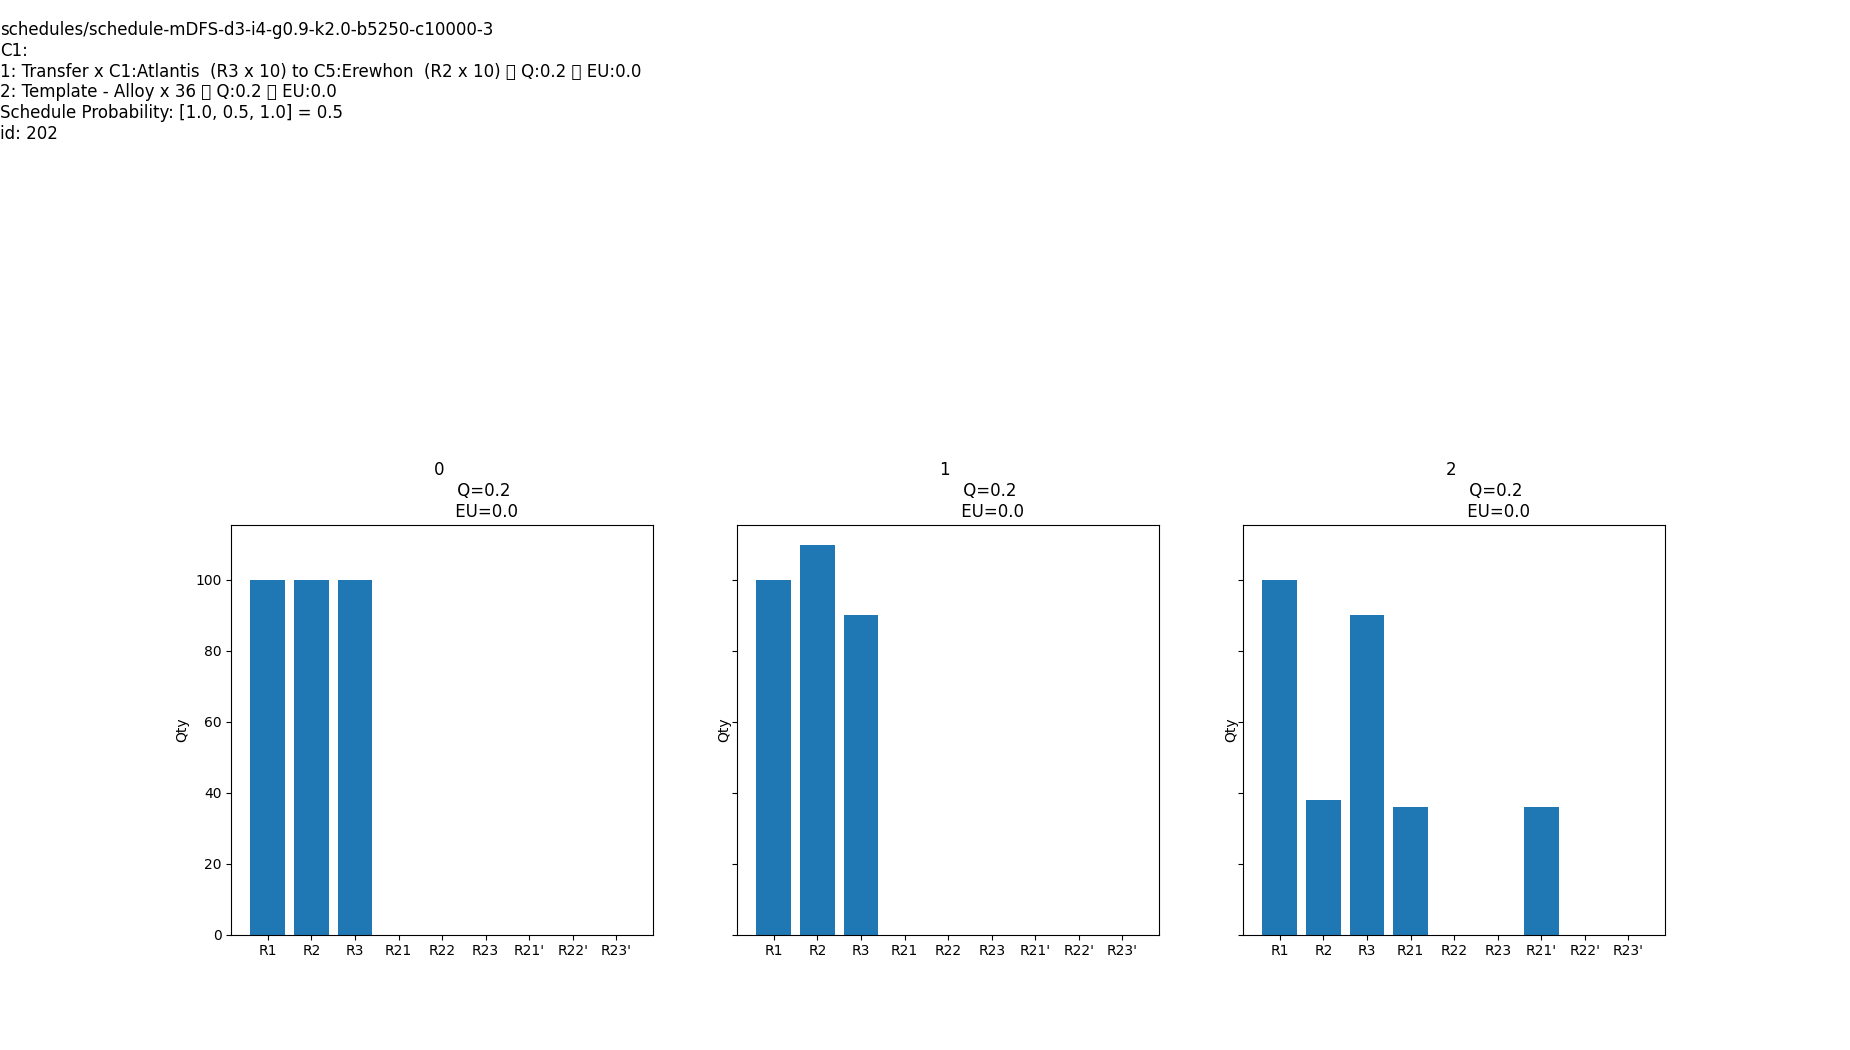 schedules/schedule-mDFS-d3-i4-g0.9-k2.0-b5250-c10000-3
C1:
1: Transfer x C1:Atlantis  (R3 x 10) to C5:Erewhon  (R2 x 10) ▯ Q:0.2 ▯ EU:0.0
2: Template - Alloy x 36 ▯ Q:0.2 ▯ EU:0.0
Schedule Probability: [1.0, 0.5, 1.0] = 0.5
id: 202
0
Q=0.2
EU=0.0
Qty
100
80
60
40
20
0
R1 R2 R3 R21 R22 R23 R21' R22' R23'
1
Q=0.2
EU=0.0
Qty
R1 R2 R3 R21 R22 R23 R21' R22' R23'
2
Q=0.2
EU=0.0
Qty
R1 R2 R3 R21 R22 R23 R21' R22' R23'